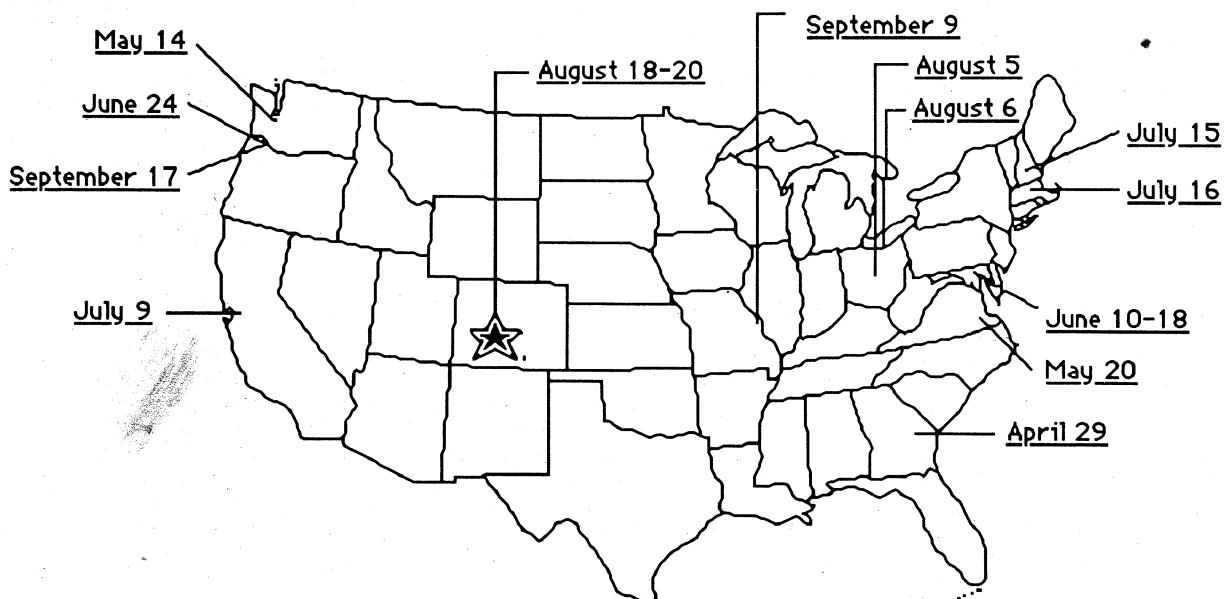 September 9
May 14
August 18-20
August 5
June 24
August 6
July 15
September 17
July 16
July 9
June 10-18
May 20
April 29